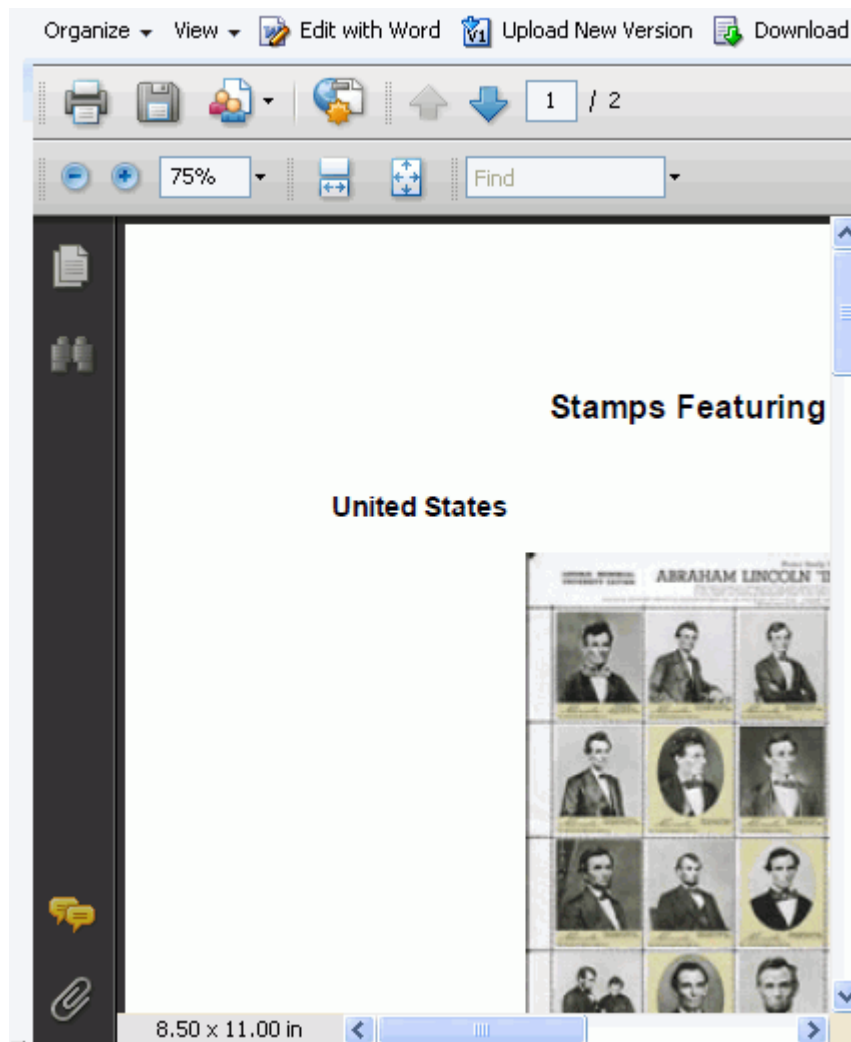 Organize View Edit with Word V1 Upload New Version Download
1 / 2
75% Find
Stamps Featuring
United States
ABRAHAM LINCOLN
8.50 x 11.00 in